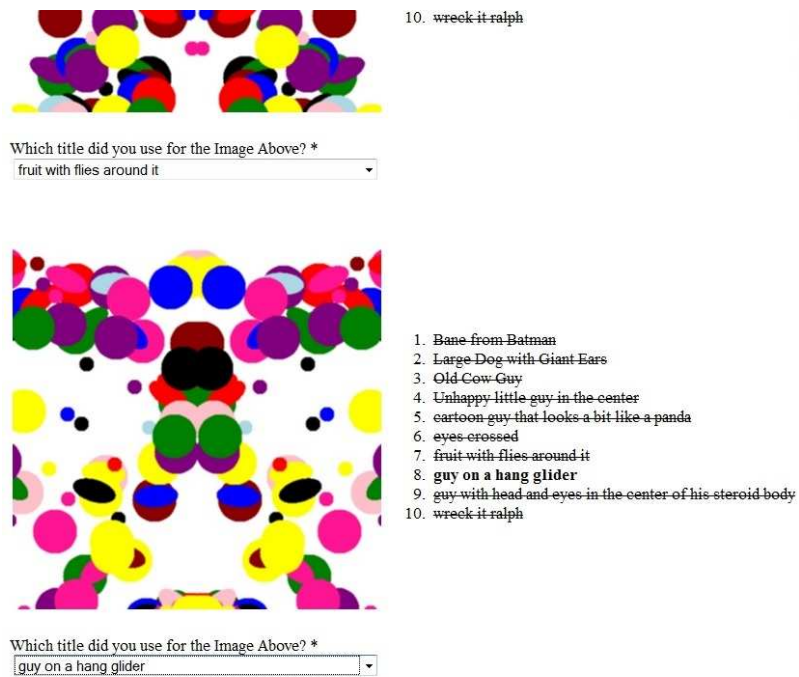 10. wreck it ralph
Which title did you use for the Image Above? *
fruit with flies around it
1. Bane from Batman
2. Large Dog with Giant Ears
3. Old Cow Guy
4. Unhappy little guy in the center
5. cartoon guy that looks a bit like a panda
6. eyes crossed
7. fruit with flies around it
8. guy on a hang glider
9. guy with head and eyes in the center of his steroid body
10. wreck it ralph
Which title did you use for the Image Above? *
guy on a hang glider